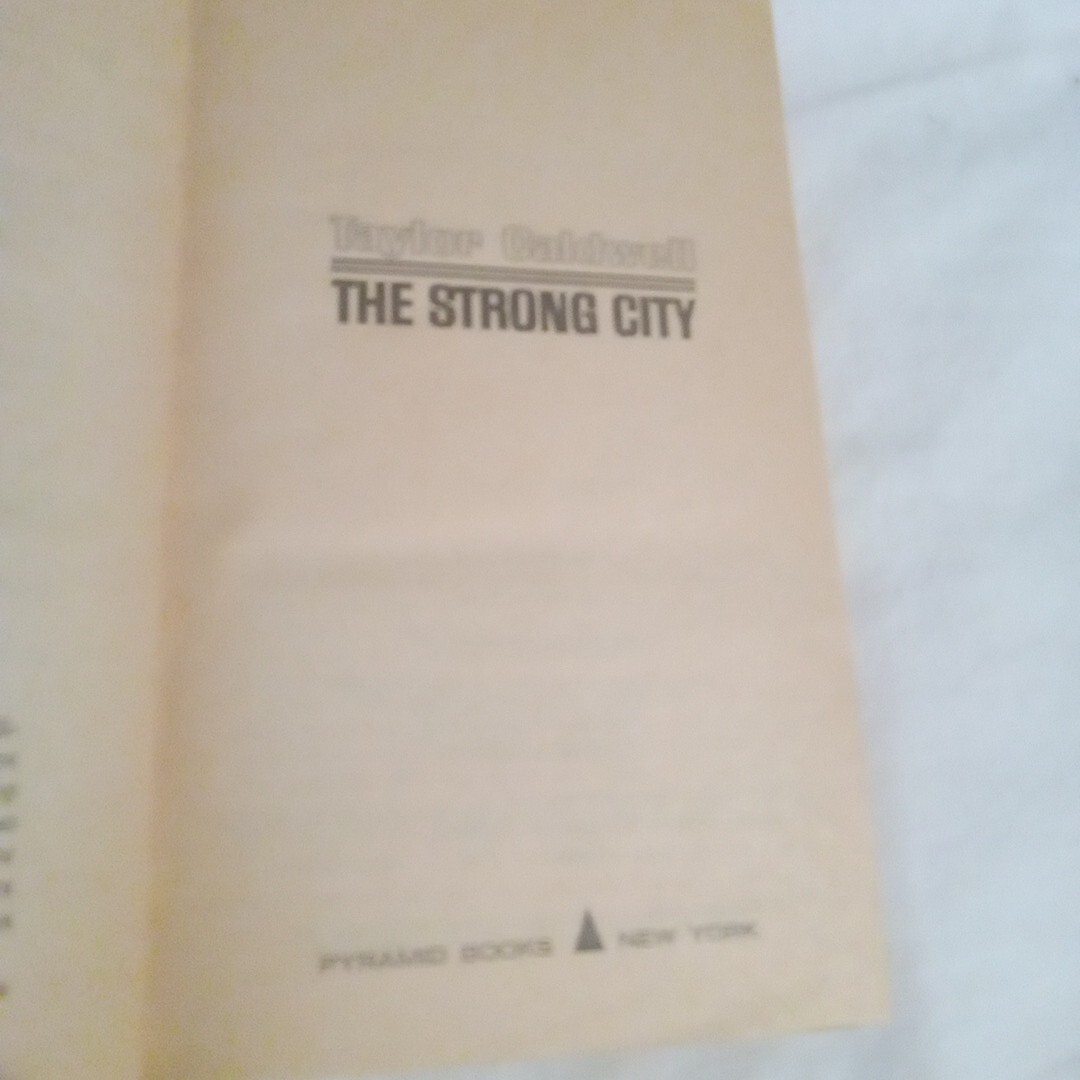 Taylor Caldwell
THE STRONG CITY
PYRAMID BOOKS NEW YORK